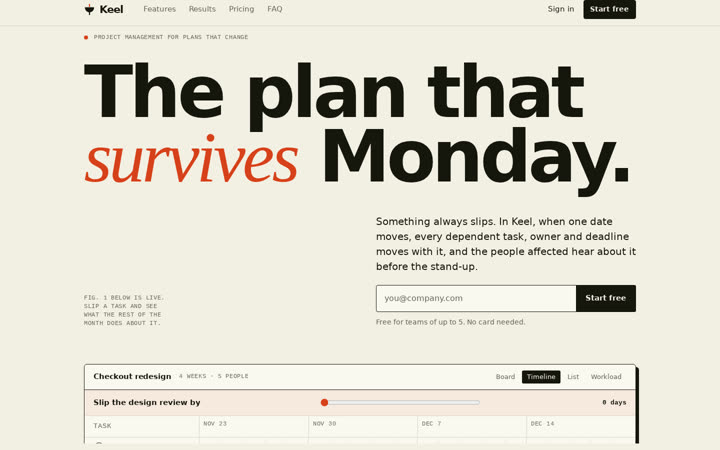 Keel Features Results Pricing FAQ Sign in Start free
PROJECT MANAGEMENT FOR PLANS THAT CHANGE
The plan that
survives Monday.
Something always slips. In Keel, when one date
moves, every dependent task, owner and deadline
moves with it, and the people affected hear about it
before the stand-up.
you@company.com Start free
Free for teams of up to 5. No card needed.
FIG. 1 BELOW IS LIVE.
SLIP A TASK AND SEE
WHAT THE REST OF THE
MONTH DOES ABOUT IT.
Checkout redesign 4 WEEKS · 5 PEOPLE Board Timeline List Workload
Slip the design review by 0 days
TASK NOV 23 NOV 30 DEC 7 DEC 14